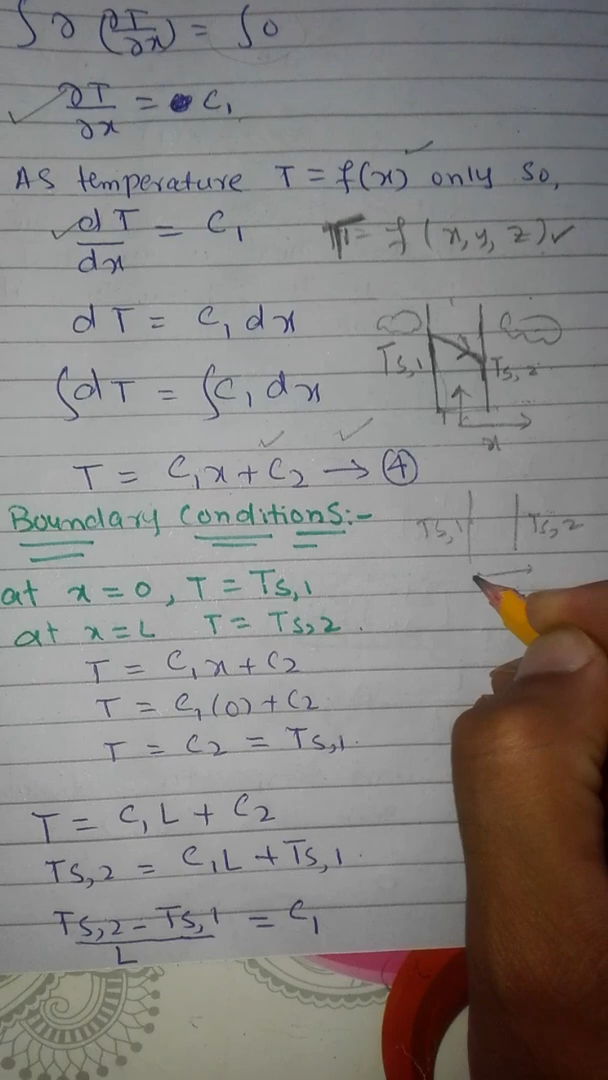 ∫∂(∂T/∂x) = ∫0
∂T/∂x = C₁
As temperature T = f(x) only so,
dT/dx = C₁ T = f(x, y, z)
dT = C₁ dx
Ts,1 Ts,2
∫dT = ∫C₁ dx
x
T = C₁x + C₂ → ④
Boundary Conditions:-
Ts,1 Ts,2
at x = 0, T = Ts,1
at x = L T = Ts,2.
T = C₁x + C₂
T = C₁(0) + C₂
T = C₂ = Ts,1.
T = C₁L + C₂
Ts,2 = C₁L + Ts,1.
Ts,2 - Ts,1 / L = C₁